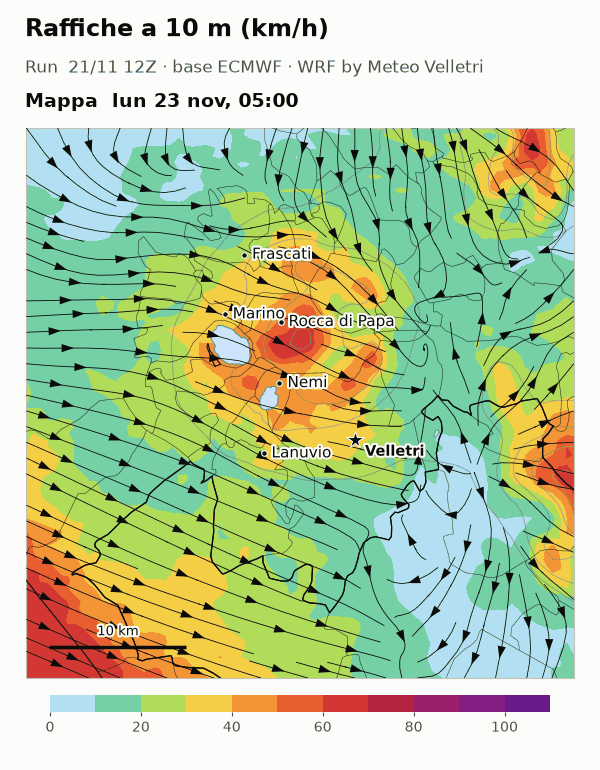 Raffiche a 10 m (km/h)
Run  21/11 12Z · base ECMWF · WRF by Meteo Velletri
Mappa  lun 23 nov, 05:00
Frascati
Marino
Rocca di Papa
Nemi
Velletri
Lanuvio
10 km
0 20 40 60 80 100